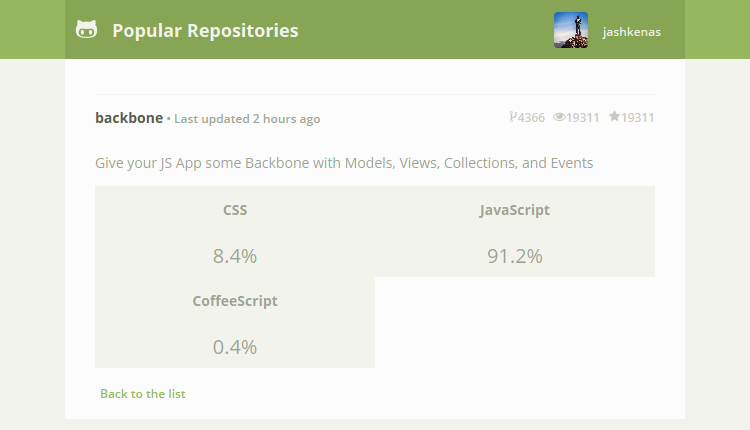 Popular Repositories
jashkenas
backbone • Last updated 2 hours ago
4366 19311 19311
Give your JS App some Backbone with Models, Views, Collections, and Events
CSS JavaScript
8.4% 91.2%
CoffeeScript
0.4%
Back to the list